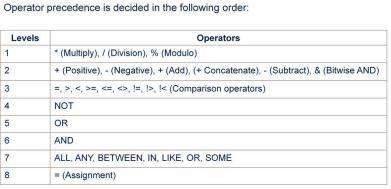 Operator precedence is decided in the following order:
Levels Operators
1 * (Multiply), / (Division), % (Modulo)
2 + (Positive), - (Negative), + (Add), (+ Concatenate), - (Subtract), & (Bitwise AND)
3 =, >, <, >=, <=, <>, !=, !>, !< (Comparison operators)
4 NOT
5 OR
6 AND
7 ALL, ANY, BETWEEN, IN, LIKE, OR, SOME
8 = (Assignment)